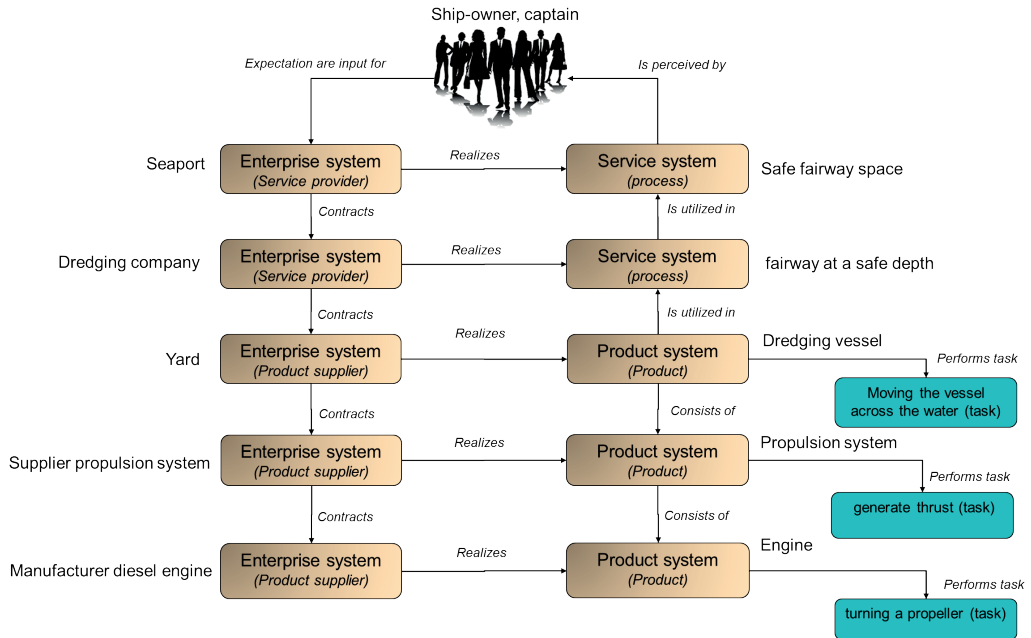 Ship-owner, captain
Expectation are input for
Is perceived by
Seaport
Enterprise system
(Service provider)
Realizes
Service system
(process)
Safe fairway space
Contracts
Is utilized in
Dredging company
Enterprise system
(Service provider)
Realizes
Service system
(process)
fairway at a safe depth
Contracts
Is utilized in
Yard
Enterprise system
(Product supplier)
Realizes
Product system
(Product)
Dredging vessel
Performs task
Moving the vessel
across the water (task)
Contracts
Consists of
Supplier propulsion system
Enterprise system
(Product supplier)
Realizes
Product system
(Product)
Propulsion system
Performs task
generate thrust (task)
Contracts
Consists of
Manufacturer diesel engine
Enterprise system
(Product supplier)
Realizes
Product system
(Product)
Engine
Performs task
turning a propeller (task)